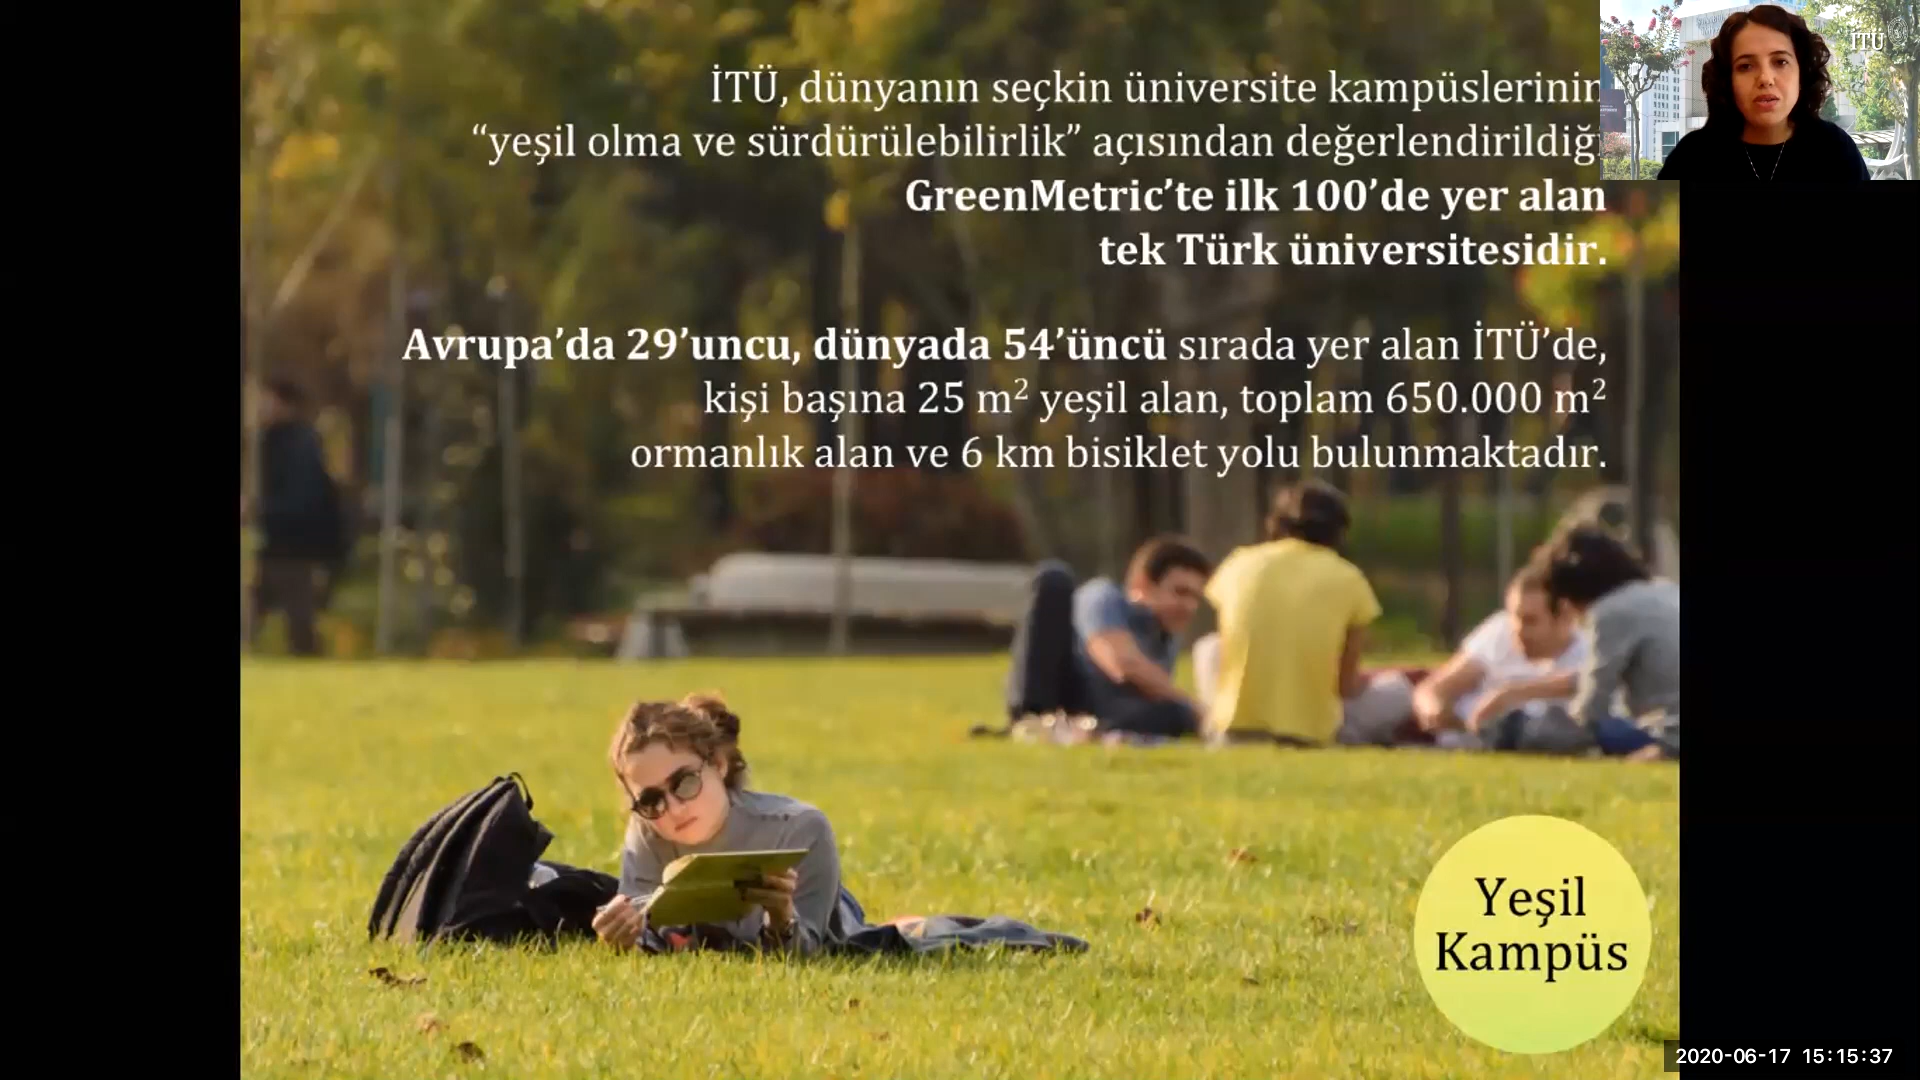 İTÜ, dünyanın seçkin üniversite kampüslerinin
“yeşil olma ve sürdürülebilirlik” açısından değerlendirildiği
GreenMetric’te ilk 100’de yer alan
tek Türk üniversitesidir.
Avrupa’da 29’uncu, dünyada 54’üncü sırada yer alan İTÜ’de,
kişi başına 25 m² yeşil alan, toplam 650.000 m²
ormanlık alan ve 6 km bisiklet yolu bulunmaktadır.
Yeşil
Kampüs
İTÜ
2020-06-17 15:15:37